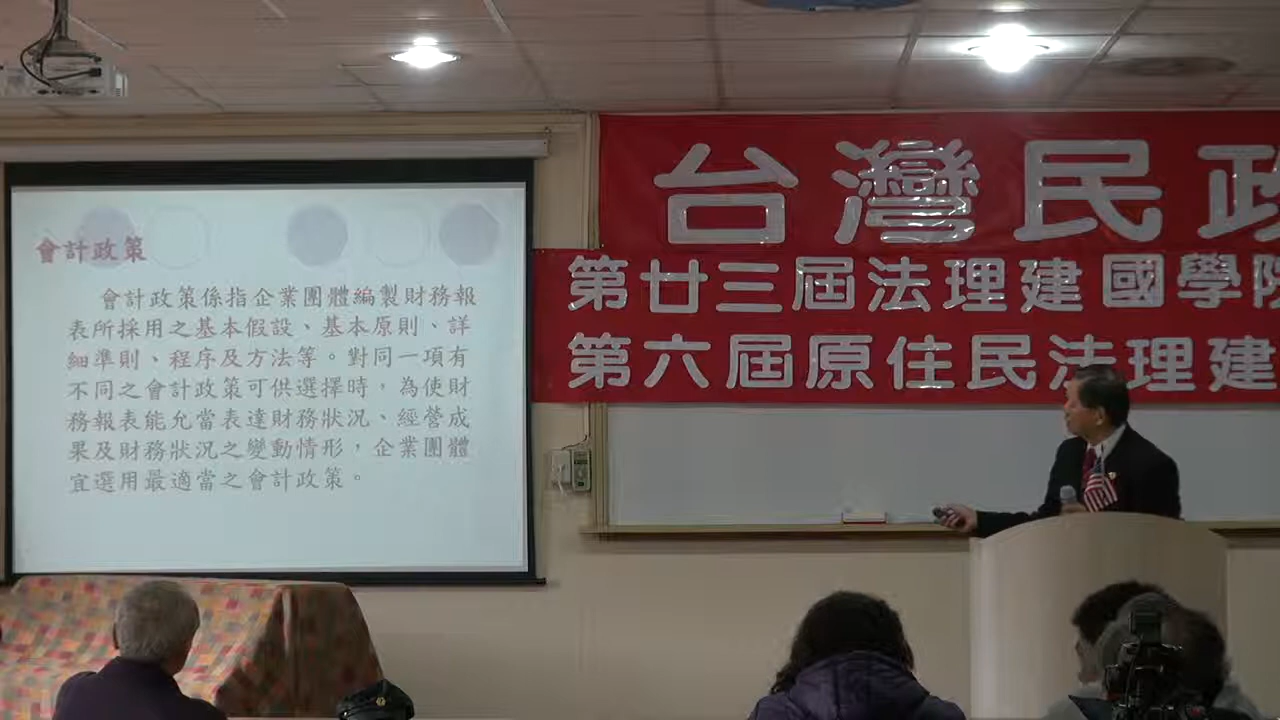 會計政策
會計政策係指企業團體編製財務報
表所採用之基本假設、基本原則、詳
細準則、程序及方法等。對同一項有
不同之會計政策可供選擇時，為使財
務報表能允當表達財務狀況、經營成
果及財務狀況之變動情形，企業團體
宜選用最適當之會計政策。
台灣民政
第廿三屆法理建國學院
第六屆原住民法理建